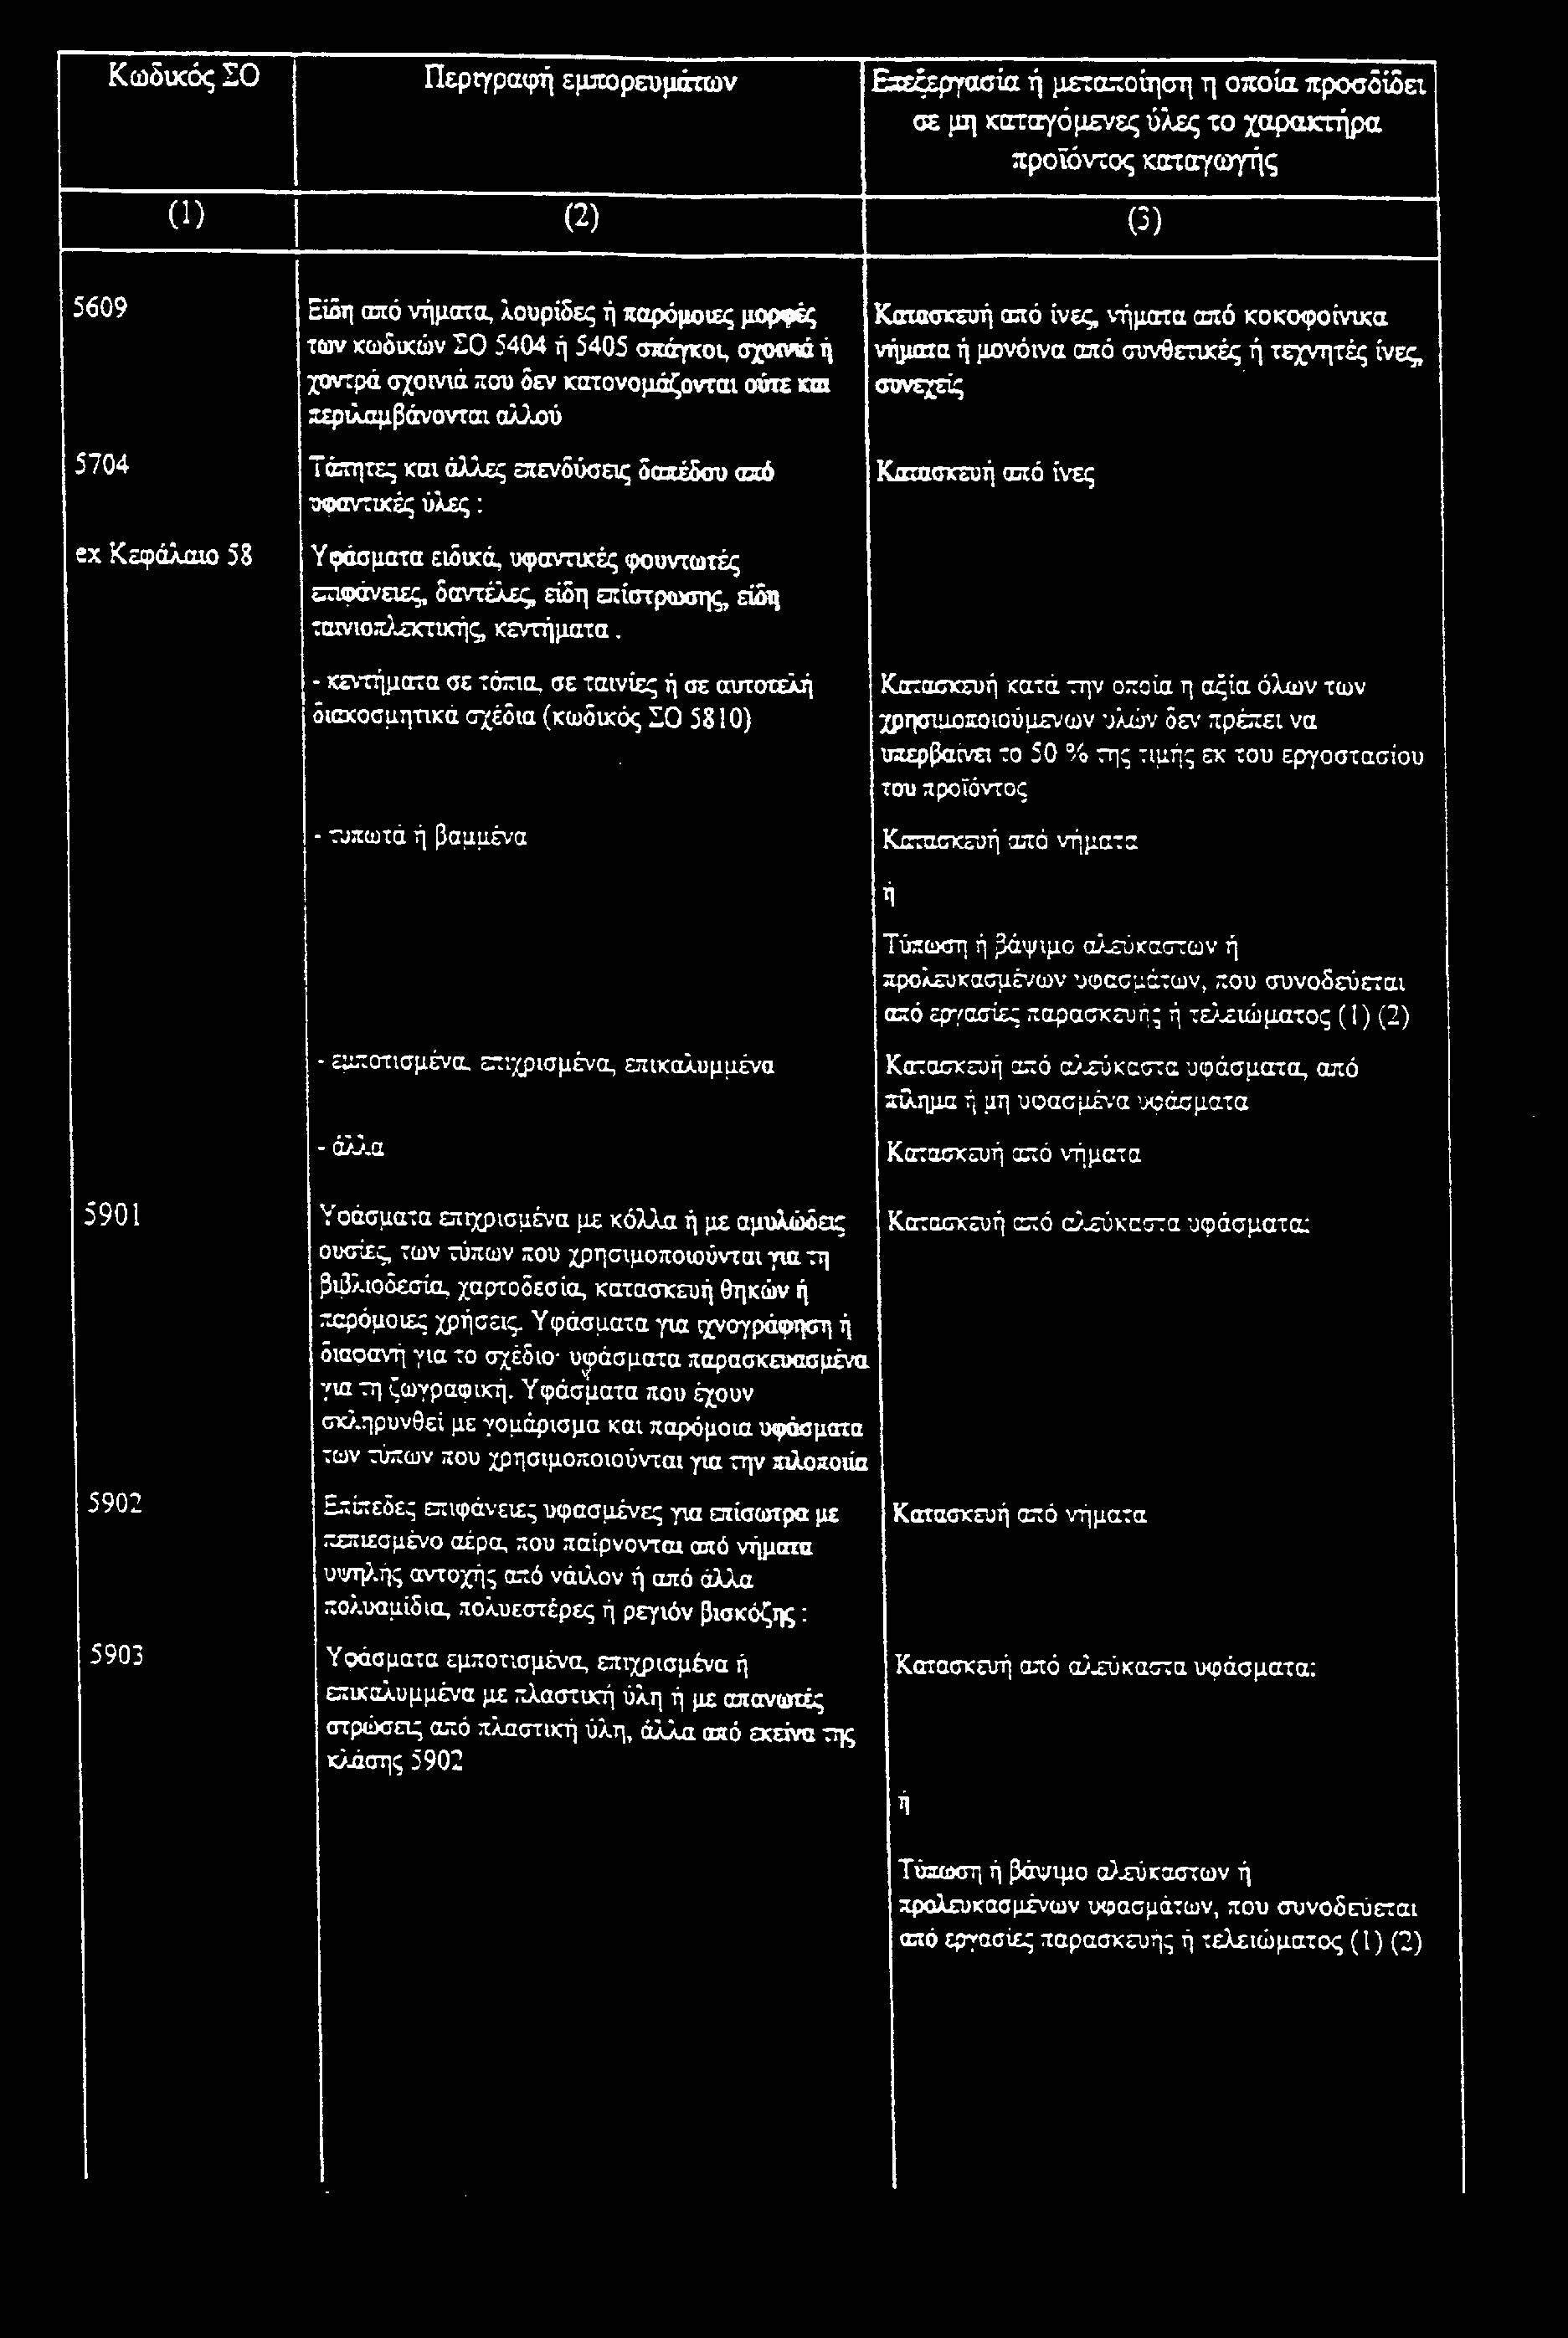 Κωδικός ΣΟ
Περιγραφή εμπορευμάτων
Επεξεργασία ή μεταποίηση η οποία προσδίδει
σε μη καταγόμενες ύλες το χαρακτήρα
προϊόντος καταγωγής
(1)
(2)
(3)
5609
Είδη από νήματα, λουρίδες ή παρόμοιες μορφές
των κωδικών ΣΟ 5404 ή 5405 σπάγκοι, σχοινιά ή
χοντρά σχοινιά που δεν κατονομάζονται ούτε και
περιλαμβάνονται αλλού
Κατασκευή από ίνες, νήματα από κοκοφοίνικα
νήματα ή μονόινα από συνθετικές ή τεχνητές ίνες,
συνεχείς
5704
Τάπητες και άλλες επενδύσεις δαπέδου από
υφαντικές ύλες :
Κατασκευή από ίνες
ex Κεφάλαιο 58
Υφάσματα ειδικά, υφαντικές φουντωτές
επιφάνειες, δαντέλες, είδη επίστρωσης, είδη
ταινιοπλεκτικής, κεντήματα .
- κεντήματα σε τόπια, σε ταινίες ή σε αυτοτελή
διακοσμητικά σχέδια (κωδικός ΣΟ 5810)
Κατασκευή κατά την οποία η αξία όλων των
χρησιμοποιούμενων υλών δεν πρέπει να
υπερβαίνει το 50 % της τιμής εκ του εργοστασίου
του προϊόντος
- τυπωτά ή βαμμένα
Κατασκευή από νήματα
ή
Τύπωση ή βάψιμο αλεύκαστων ή
προλευκασμένων υφασμάτων, που συνοδεύεται
από εργασίες παρασκευής ή τελειώματος (1) (2)
- εμποτισμένα, επιχρισμένα, επικαλυμμένα
Κατασκευή από αλεύκαστα υφάσματα, από
πίλημα ή μη υφασμένα υφάσματα
- άλλα
Κατασκευή από νήματα
5901
Υφάσματα επιχρισμένα με κόλλα ή με αμυλώδεις
ουσίες, των τύπων που χρησιμοποιούνται για τη
βιβλιοδεσία, χαρτοδεσία, κατασκευή θηκών ή
παρόμοιες χρήσεις. Υφάσματα για ιχνογράφηση ή
διαφανή για το σχέδιο· υφάσματα παρασκευασμένα
για τη ζωγραφική. Υφάσματα που έχουν
σκληρυνθεί με γομάρισμα και παρόμοια υφάσματα
των τύπων που χρησιμοποιούνται για την πιλοποιία
Κατασκευή από αλεύκαστα υφάσματα:
5902
Επίπεδες επιφάνειες υφασμένες για επίσωτρα με
πεπιεσμένο αέρα, που παίρνονται από νήματα
υψηλής αντοχής από νάιλον ή από άλλα
πολυαμίδια, πολυεστέρες ή ρεγιόν βισκόζης :
Κατασκευή από νήματα
5903
Υφάσματα εμποτισμένα, επιχρισμένα ή
επικαλυμμένα με πλαστική ύλη ή με απανωτές
στρώσεις από πλαστική ύλη, άλλα από εκείνα της
κλάσης 5902
Κατασκευή από αλεύκαστα υφάσματα:
ή
Τύπωση ή βάψιμο αλεύκαστων ή
προλευκασμένων υφασμάτων, που συνοδεύεται
από εργασίες παρασκευής ή τελειώματος (1) (2)